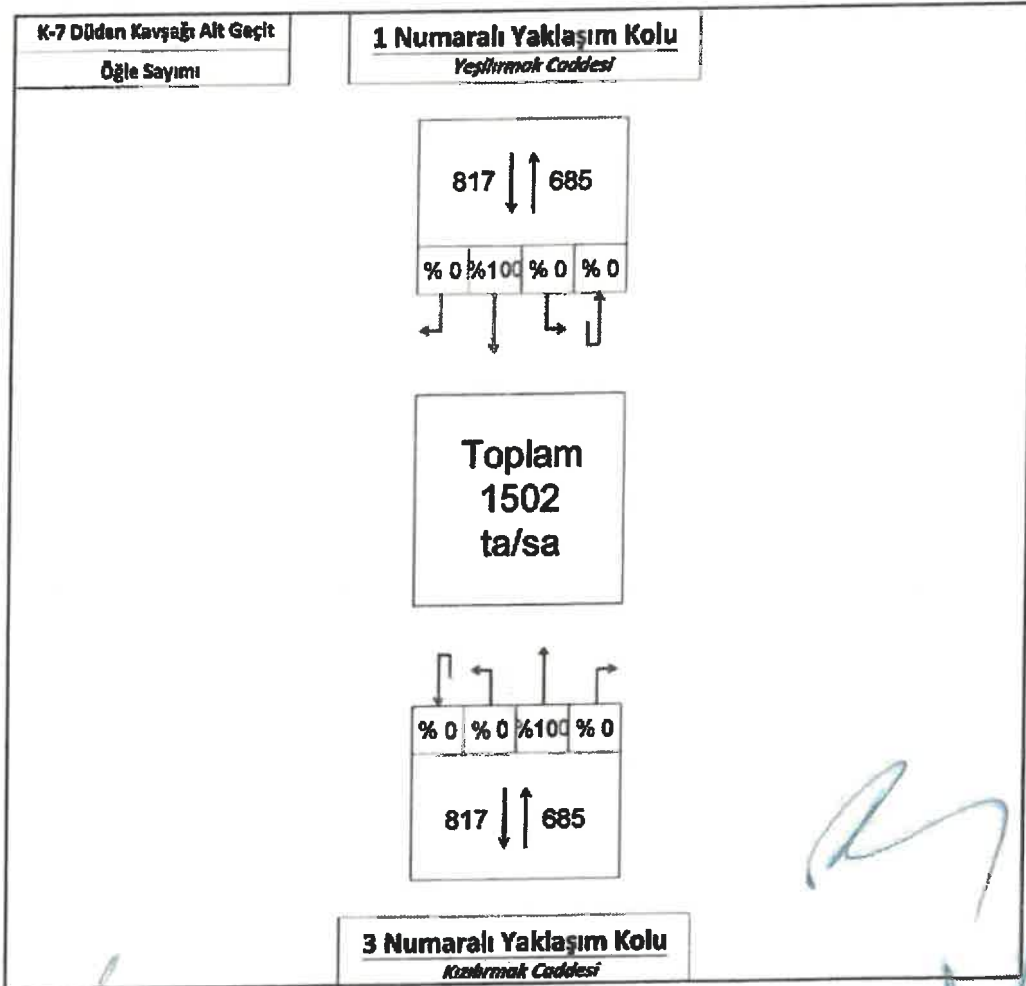 K-7 Düden Kavşağı Alt Geçit
Öğle Sayımı
1 Numaralı Yaklaşım Kolu
Yeşilırmak Caddesi
817 685
% 0 %100 % 0 % 0
Toplam
1502
ta/sa
% 0 % 0 %100 % 0
817 685
3 Numaralı Yaklaşım Kolu
Kızılırmak Caddesi